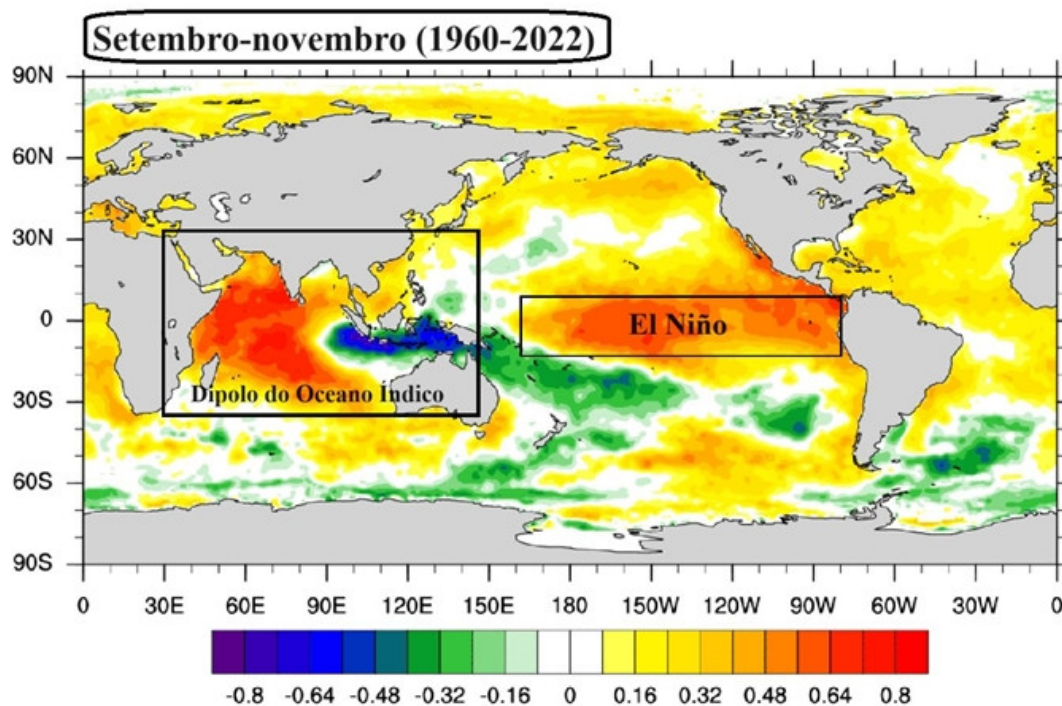 Setembro-novembro (1960-2022)
90N
60N
30N
0
30S
60S
90S
El Niño
Dipolo do Oceano Índico
0 30E 60E 90E 120E 150E 180 150W 120W 90W 60W 30W 0
-0.8 -0.64 -0.48 -0.32 -0.16 0 0.16 0.32 0.48 0.64 0.8